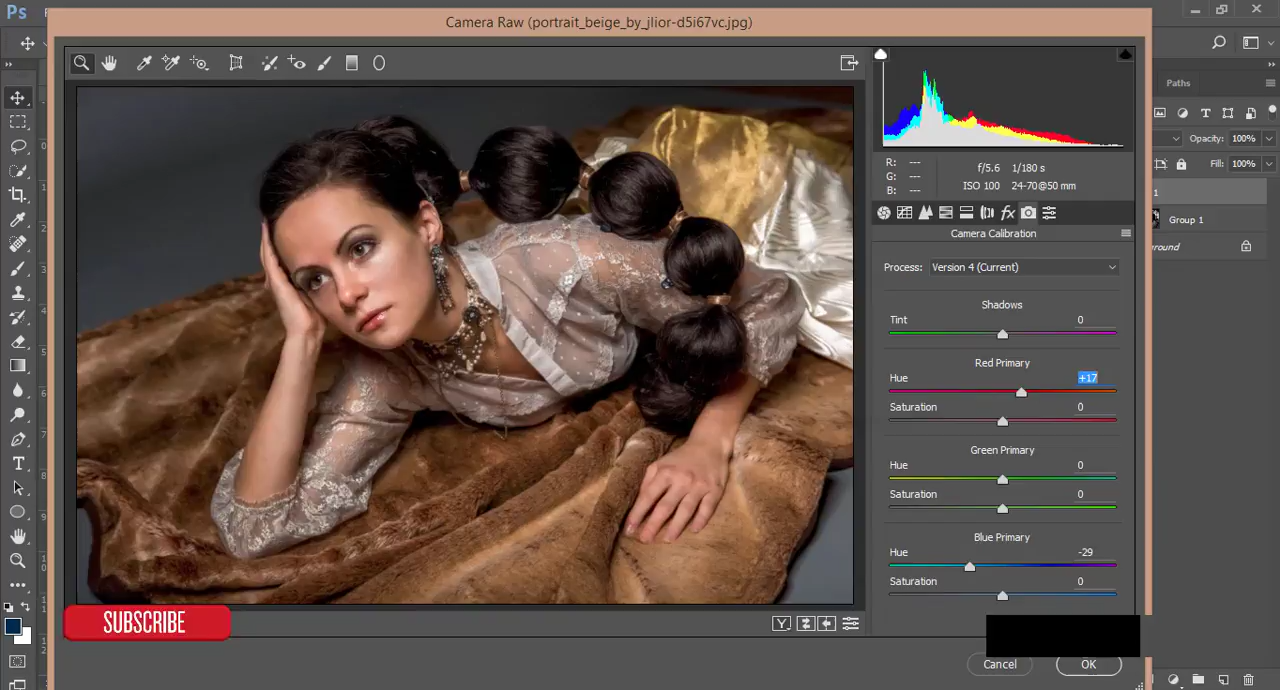 Ps
Camera Raw (portrait_beige_by_jlior-d5i67vc.jpg)
Paths
R: ---
G: ---
B: ---
f/5.6 1/180 s
ISO 100 24-70@50 mm
Opacity: 100%
Fill: 100%
fx
1
Group 1
Camera Calibration
Process: Version 4 (Current)
Shadows
Tint 0
Red Primary
Hue +17
Saturation 0
Green Primary
Hue 0
Saturation 0
Blue Primary
Hue -29
Saturation 0
SUBSCRIBE
Y
Cancel OK